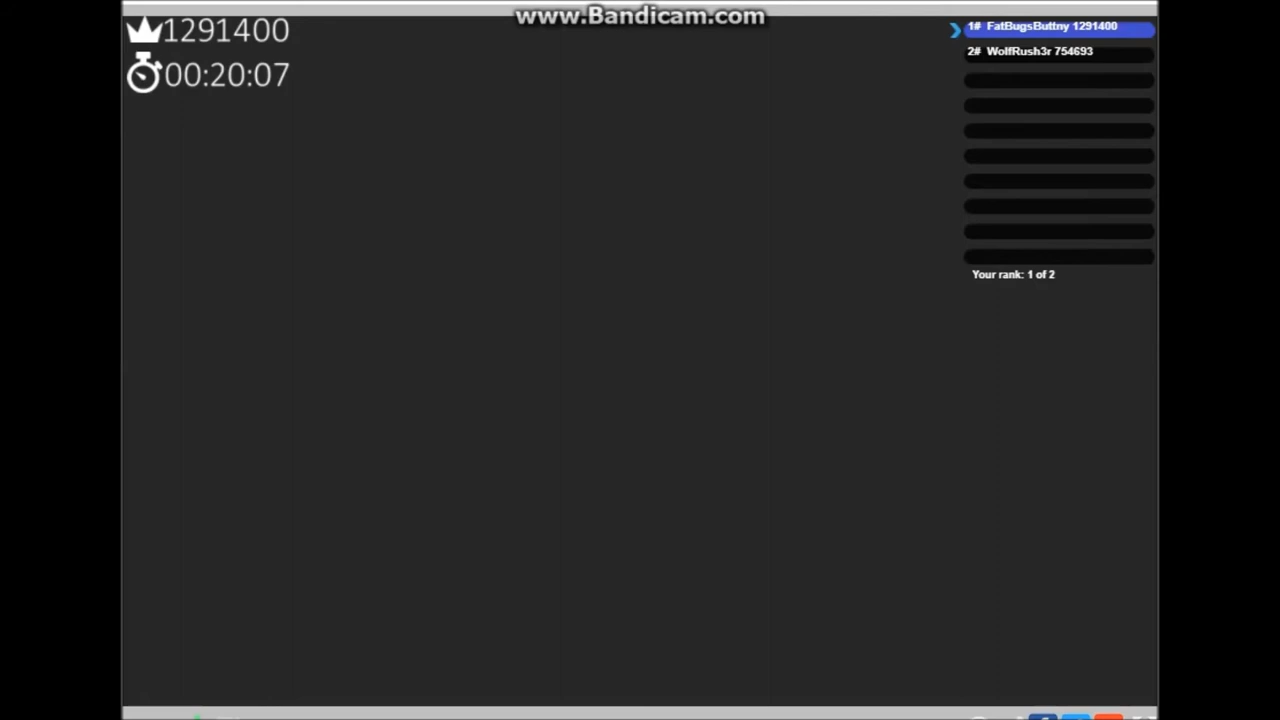 www.Bandicam.com
1291400
00:20:07
1# FatBugsButtny 1291400
2# WolfRush3r 754693
Your rank: 1 of 2